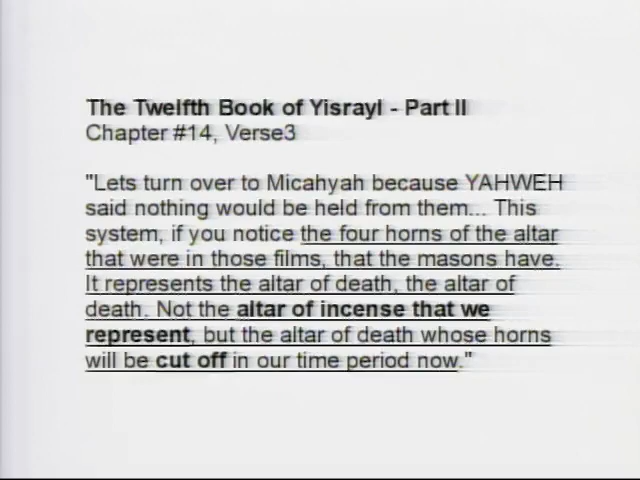 The Twelfth Book of Yisrayl - Part II
Chapter #14, Verse3
"Lets turn over to Micahyah because YAHWEH
said nothing would be held from them... This
system, if you notice the four horns of the altar
that were in those films, that the masons have.
It represents the altar of death, the altar of
death. Not the altar of incense that we
represent, but the altar of death whose horns
will be cut off in our time period now."